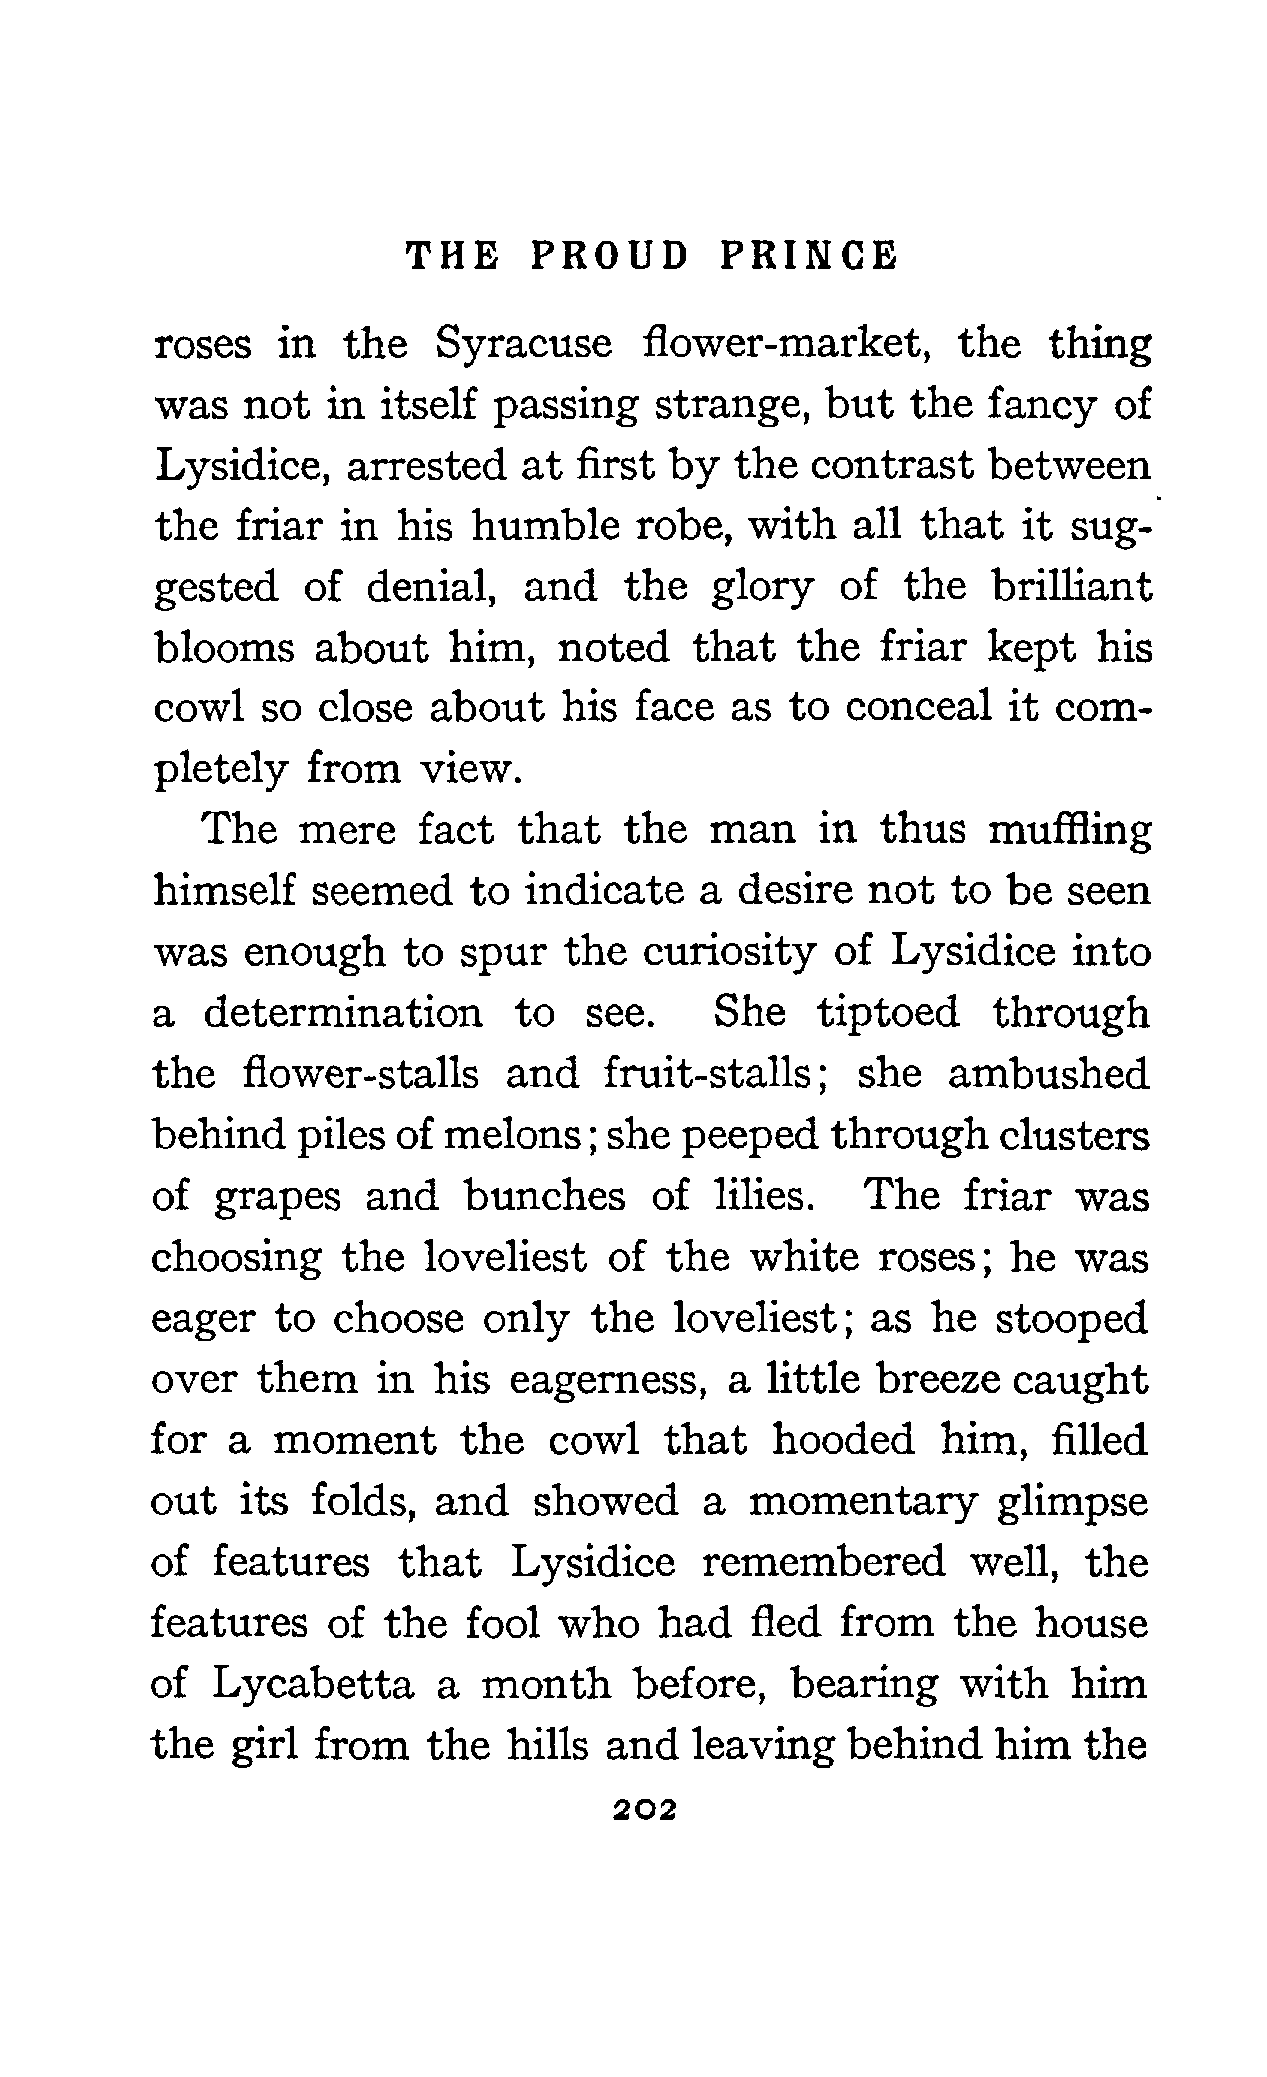 THE PROUD PRINCE
roses in the Syracuse flower-market, the thing
was not in itself passing strange, but the fancy of
Lysidice, arrested at first by the contrast between
the friar in his humble robe, with all that it sug-
gested of denial, and the glory of the brilliant
blooms about him, noted that the friar kept his
cowl so close about his face as to conceal it com-
pletely from view.
The mere fact that the man in thus muffling
himself seemed to indicate a desire not to be seen
was enough to spur the curiosity of Lysidice into
a determination to see. She tiptoed through
the flower-stalls and fruit-stalls; she ambushed
behind piles of melons; she peeped through clusters
of grapes and bunches of lilies. The friar was
choosing the loveliest of the white roses; he was
eager to choose only the loveliest; as he stooped
over them in his eagerness, a little breeze caught
for a moment the cowl that hooded him, filled
out its folds, and showed a momentary glimpse
of features that Lysidice remembered well, the
features of the fool who had fled from the house
of Lycabetta a month before, bearing with him
the girl from the hills and leaving behind him the
202